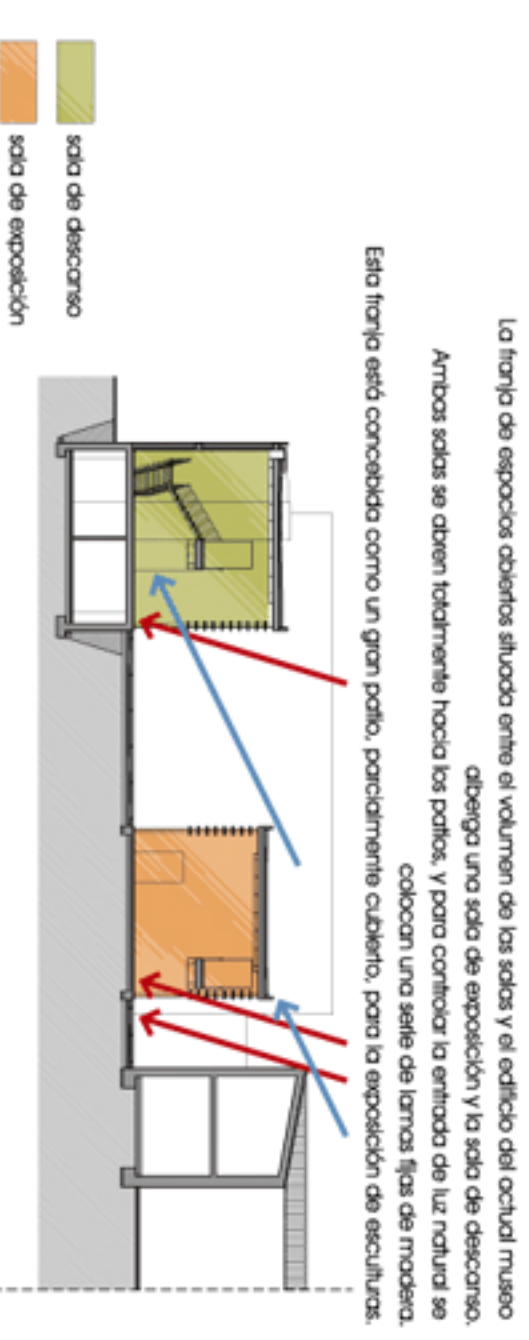 La franja de espacios abiertos situada entre el volumen de las salas y el edificio del actual museo
alberga una sala de exposición y la sala de descanso.
Ambas salas se abren totalmente hacia los patios, y para controlar la entrada de luz natural se
colocan una serie de lamas fijas de madera.
Esta franja está concebida como un gran patio, parcialmente cubierto, para la exposición de esculturas.
sala de descanso
sala de exposición